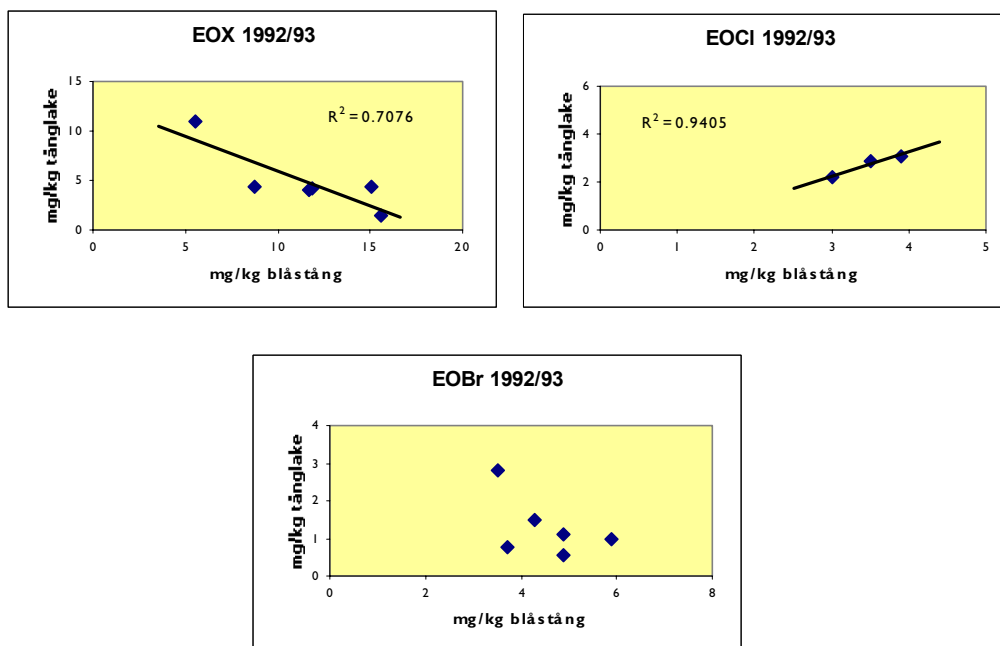 EOX 1992/93
mg/kg tånglake
15
10
5
0
R² = 0.7076
0 5 10 15 20
mg/kg blåstång
EOCl 1992/93
mg/kg tånglake
6
4
2
0
R² = 0.9405
0 1 2 3 4 5
mg/kg blåstång
EOBr 1992/93
mg/kg tånglake
4
3
2
1
0
0 2 4 6 8
mg/kg blåstång